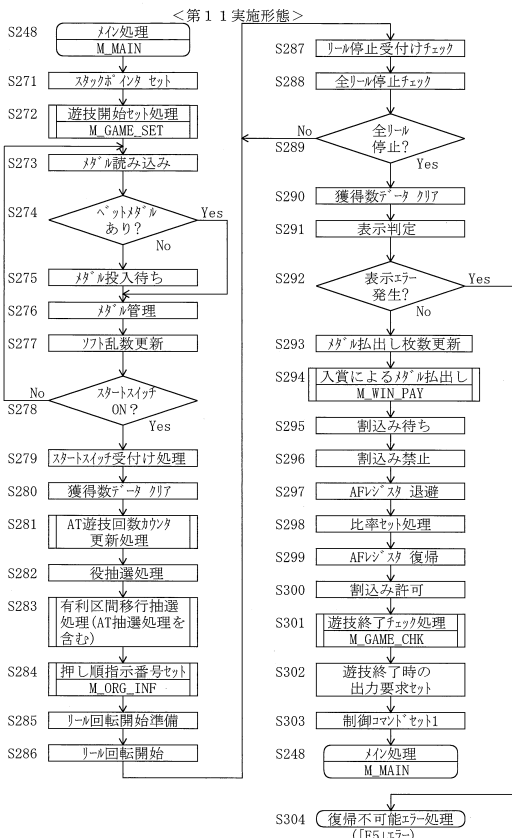 ＜第１１実施形態＞
S248 メイン処理
M_MAIN
S271 ｽﾀｯｸﾎﾟｲﾝﾀ セット
S272 遊技開始ｾｯﾄ処理
M_GAME_SET
S273 ﾒﾀﾞﾙ読み込み
S274 ﾍﾞｯﾄﾒﾀﾞﾙ
あり?
Yes
No
S275 ﾒﾀﾞﾙ投入待ち
S276 ﾒﾀﾞﾙ管理
S277 ｿﾌﾄ乱数更新
S278 ｽﾀｰﾄｽｲｯﾁ
ON?
No
Yes
S279 ｽﾀｰﾄｽｲｯﾁ受付け処理
S280 獲得数ﾃﾞｰﾀ ｸﾘｱ
S281 AT遊技回数ｶｳﾝﾀ
更新処理
S282 役抽選処理
S283 有利区間移行抽選
処理(AT抽選処理を
含む)
S284 押し順指示番号ｾｯﾄ
M_ORG_INF
S285 ﾘｰﾙ回転開始準備
S286 ﾘｰﾙ回転開始
S287 ﾘｰﾙ停止受付けﾁｪｯｸ
S288 全ﾘｰﾙ停止ﾁｪｯｸ
S289 全ﾘｰﾙ
停止?
No
Yes
S290 獲得数ﾃﾞｰﾀ ｸﾘｱ
S291 表示判定
S292 表示ｴﾗｰ
発生?
Yes
No
S293 ﾒﾀﾞﾙ払出し枚数更新
S294 入賞によるﾒﾀﾞﾙ払出し
M_WIN_PAY
S295 割込み待ち
S296 割込み禁止
S297 AFﾚｼﾞｽﾀ 退避
S298 比率ｾｯﾄ処理
S299 AFﾚｼﾞｽﾀ 復帰
S300 割込み許可
S301 遊技終了ﾁｪｯｸ処理
M_GAME_CHK
S302 遊技終了時の
出力要求ｾｯﾄ
S303 制御ｺﾏﾝﾄﾞｾｯﾄ1
S248 メイン処理
M_MAIN
S304 復帰不可能ｴﾗｰ処理
(｢E5｣ｴﾗｰ)